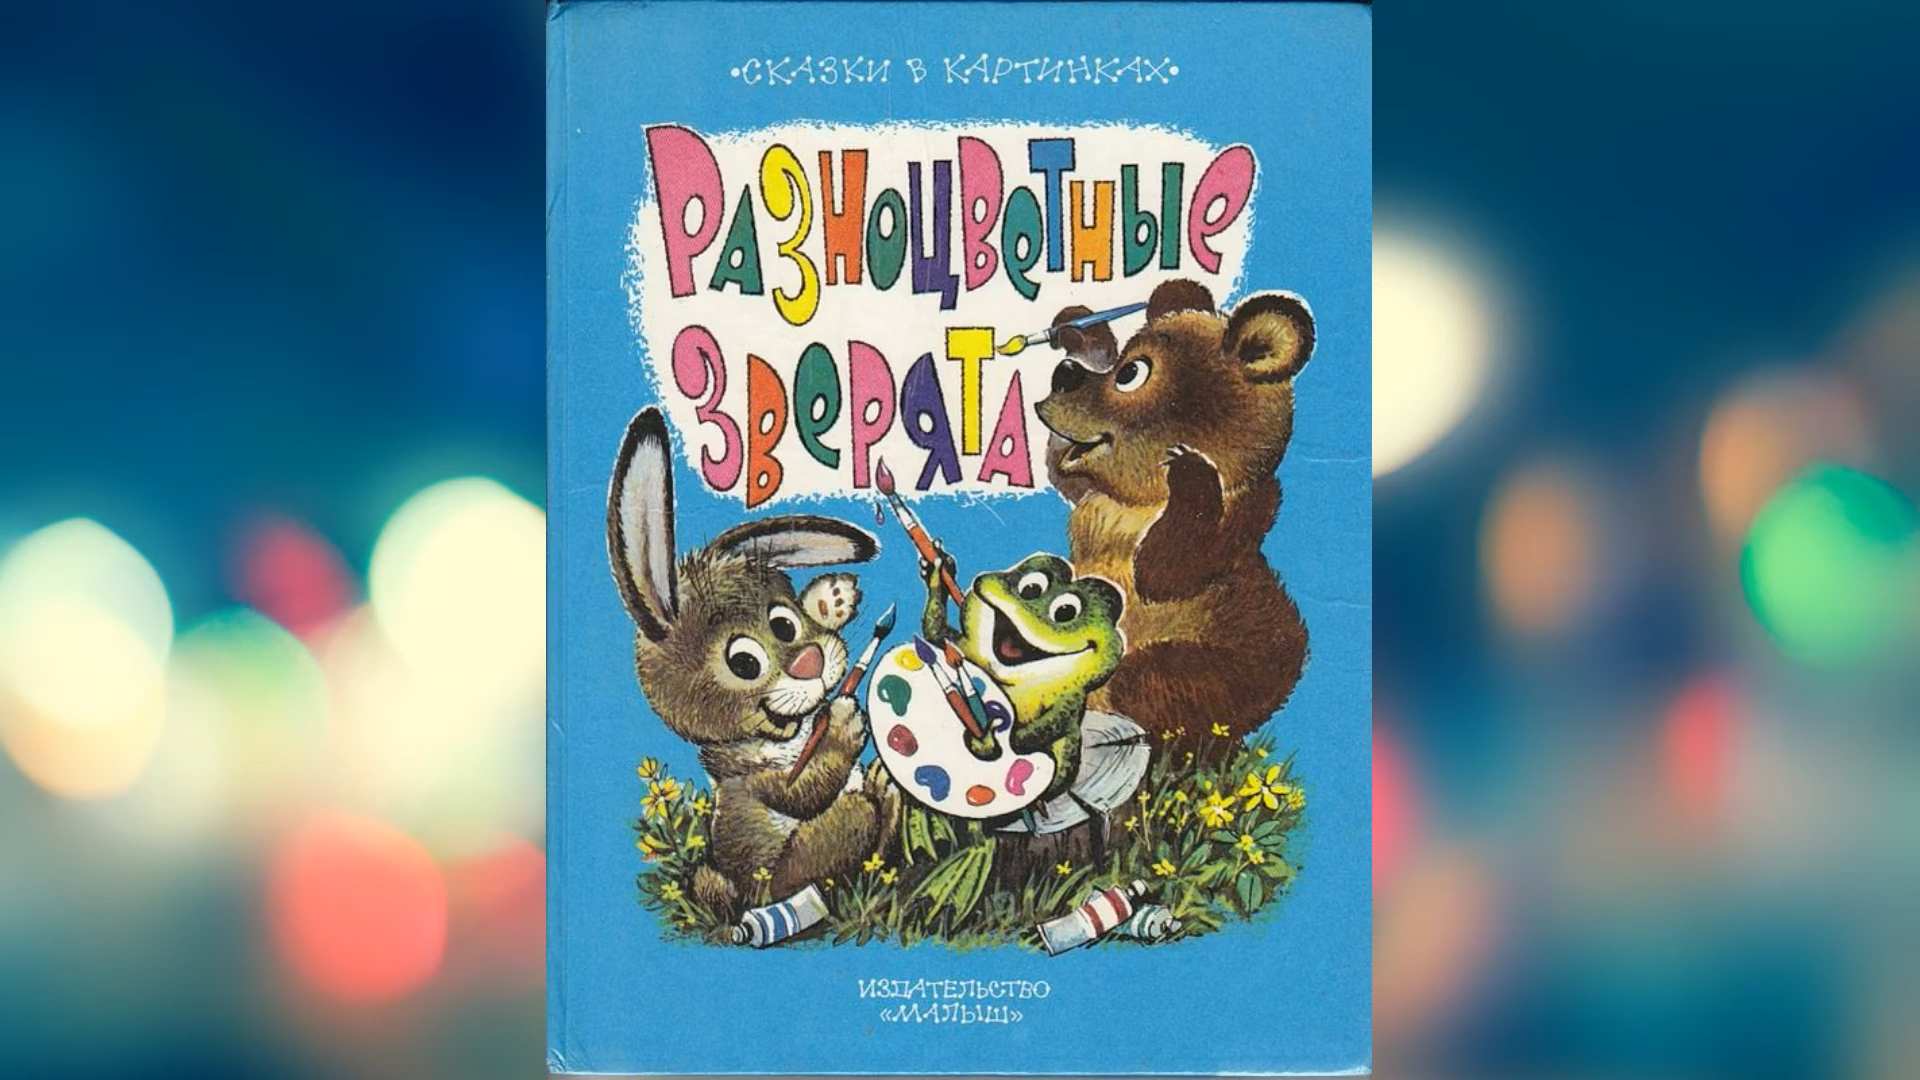 •СКАЗКИ В КАРТИНКАХ•
РАЗНОЦВЕТНЫЕ
ЗВЕРЯТА
ИЗДАТЕЛЬСТВО
«МАЛЫШ»